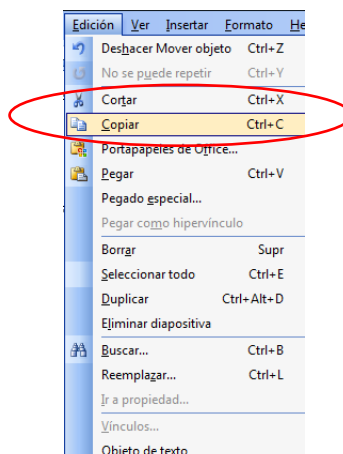 Edición Ver Insertar Formato
Deshacer Mover objeto Ctrl+Z
No se puede repetir Ctrl+Y
Cortar Ctrl+X
Copiar Ctrl+C
Portapapeles de Office...
Pegar Ctrl+V
Pegado especial...
Pegar como hipervínculo
Borrar Supr
Seleccionar todo Ctrl+E
Duplicar Ctrl+Alt+D
Eliminar diapositiva
Buscar... Ctrl+B
Reemplazar... Ctrl+L
Ir a propiedad...
Vínculos...
Objeto de texto